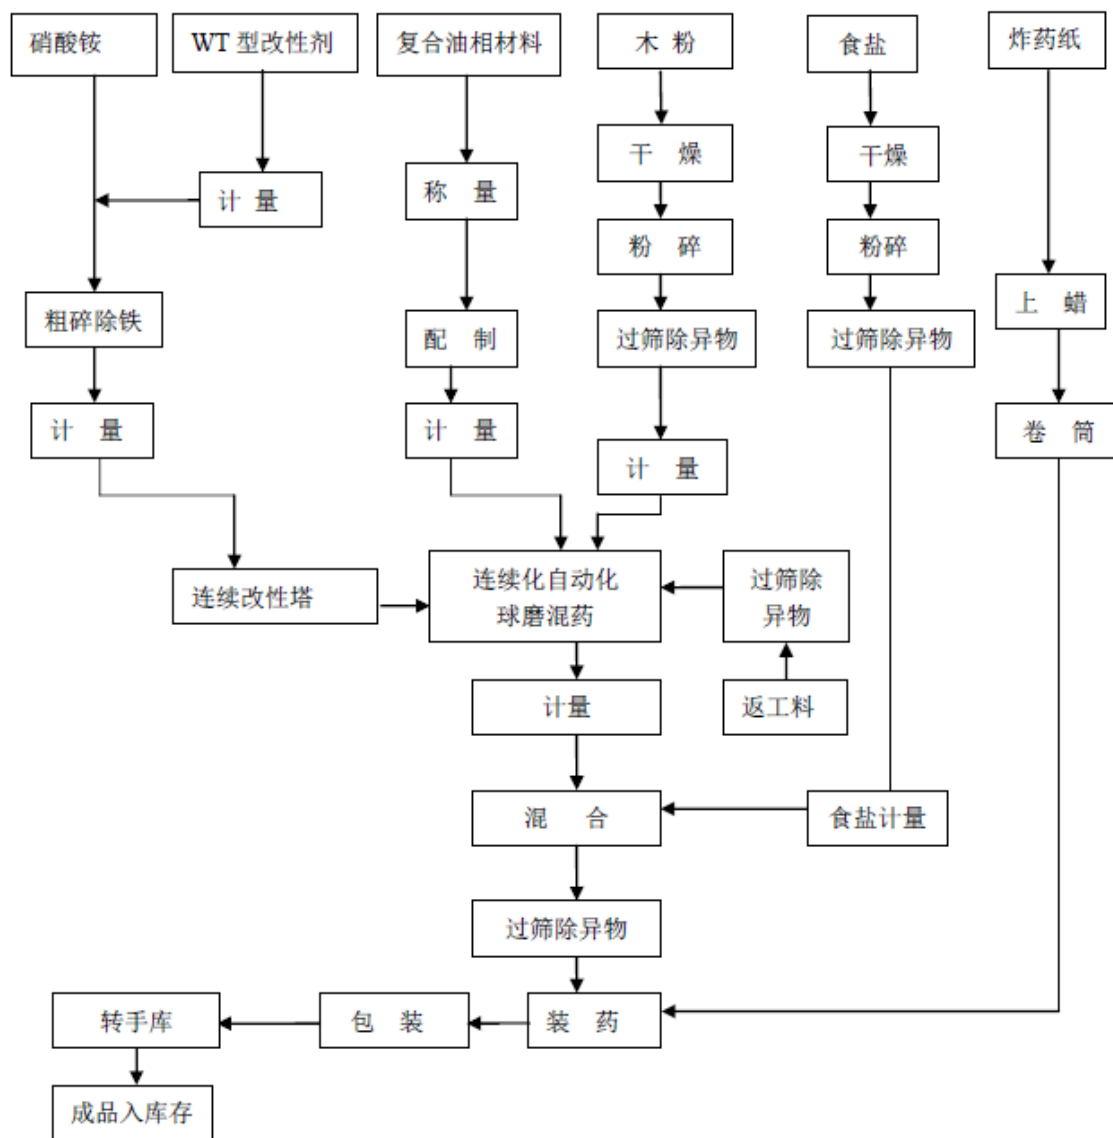 硝酸铵
WT 型改性剂
复合油相材料
木 粉
食盐
炸药纸
干 燥
干燥
计 量
称 量
粉 碎
粉碎
粗碎除铁
配 制
过筛除异物
过筛除异物
上 蜡
计 量
计 量
计 量
卷 筒
连续改性塔
连续化自动化
球磨混药
过筛除
异物
计量
返工料
混 合
食盐计量
过筛除异物
转手库
包 装
装 药
成品入库存